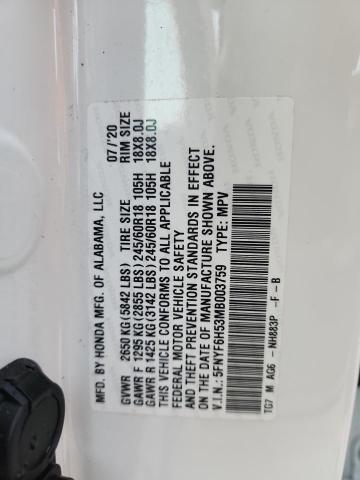 MFD. BY HONDA MFG. OF ALABAMA, LLC 07/'20
GVWR 2650 KG(5842 LBS) TIRE SIZE RIM SIZE
GAWR F 1295 KG(2855 LBS) 245/60R18 105H 18X8.0J
GAWR R 1425 KG(3142 LBS) 245/60R18 105H 18X8.0J
THIS VEHICLE CONFORMS TO ALL APPLICABLE
FEDERAL MOTOR VEHICLE SAFETY
AND THEFT PREVENTION STANDARDS IN EFFECT
ON THE DATE OF MANUFACTURE SHOWN ABOVE.
V.I.N.: 5FNYF6H53MB003759 TYPE: MPV
TG7 M AG6 -NH883P -F-B